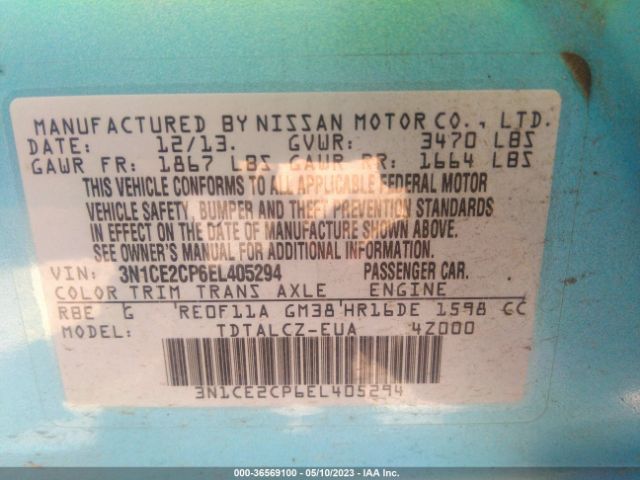 MANUFACTURED BY NISSAN MOTOR CO., LTD.
DATE: 12/13. GVWR: 3470 LBS
GAWR FR: 1867 LBS GAWR RR: 1664 LBS
THIS VEHICLE CONFORMS TO ALL APPLICABLE FEDERAL MOTOR
VEHICLE SAFETY, BUMPER AND THEFT PREVENTION STANDARDS
IN EFFECT ON THE DATE OF MANUFACTURE SHOWN ABOVE.
SEE OWNER'S MANUAL FOR ADDITIONAL INFORMATION.
VIN: 3N1CE2CP6EL405294 PASSENGER CAR.
COLOR TRIM TRANS AXLE ENGINE
RBE G RE0F11A GM38 HR16DE 1598 CC
MODEL: TDTALCZ-EUA 4Z000
3N1CE2CP6EL405294
000-36569100 - 05/10/2023 - IAA Inc.